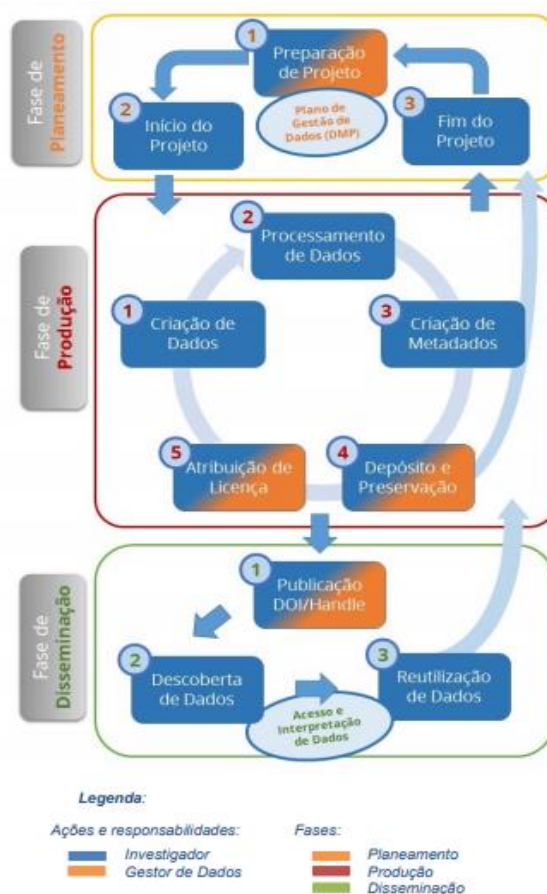 Fase de
Planeamento
1
Preparação
de Projeto
2
Início do
Projeto
Plano de
Gestão de
Dados (DMP)
3
Fim do
Projeto
Fase de
Produção
2
Processamento
de Dados
1
Criação de
Dados
3
Criação de
Metadados
5
Atribuição de
Licença
4
Depósito e
Preservação
Fase de
Disseminação
1
Publicação
DOI/Handle
2
Descoberta
de Dados
3
Reutilização
de Dados
Acesso e
Interpretação
de Dados
Legenda:
Ações e responsabilidades:
Investigador
Gestor de Dados
Fases:
Planeamento
Produção
Disseminação